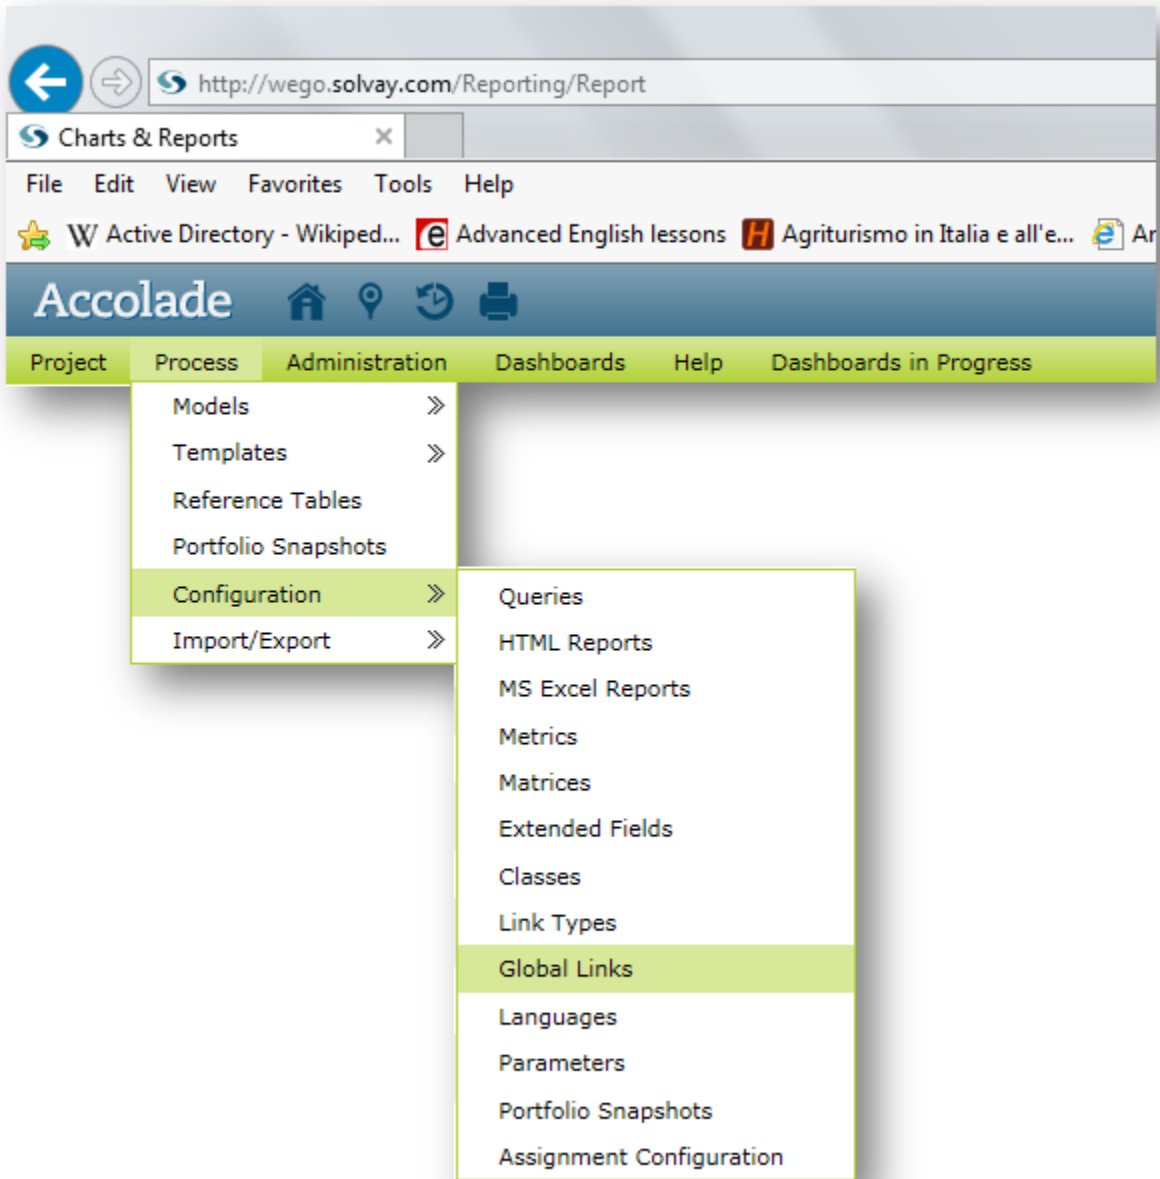 http://wego.solvay.com/Reporting/Report
Charts & Reports
File Edit View Favorites Tools Help
W Active Directory - Wikiped... e Advanced English lessons H Agriturismo in Italia e all'e... e Ar
Accolade
Project Process Administration Dashboards Help Dashboards in Progress
Models
Templates
Reference Tables
Portfolio Snapshots
Configuration
Import/Export
Queries
HTML Reports
MS Excel Reports
Metrics
Matrices
Extended Fields
Classes
Link Types
Global Links
Languages
Parameters
Portfolio Snapshots
Assignment Configuration